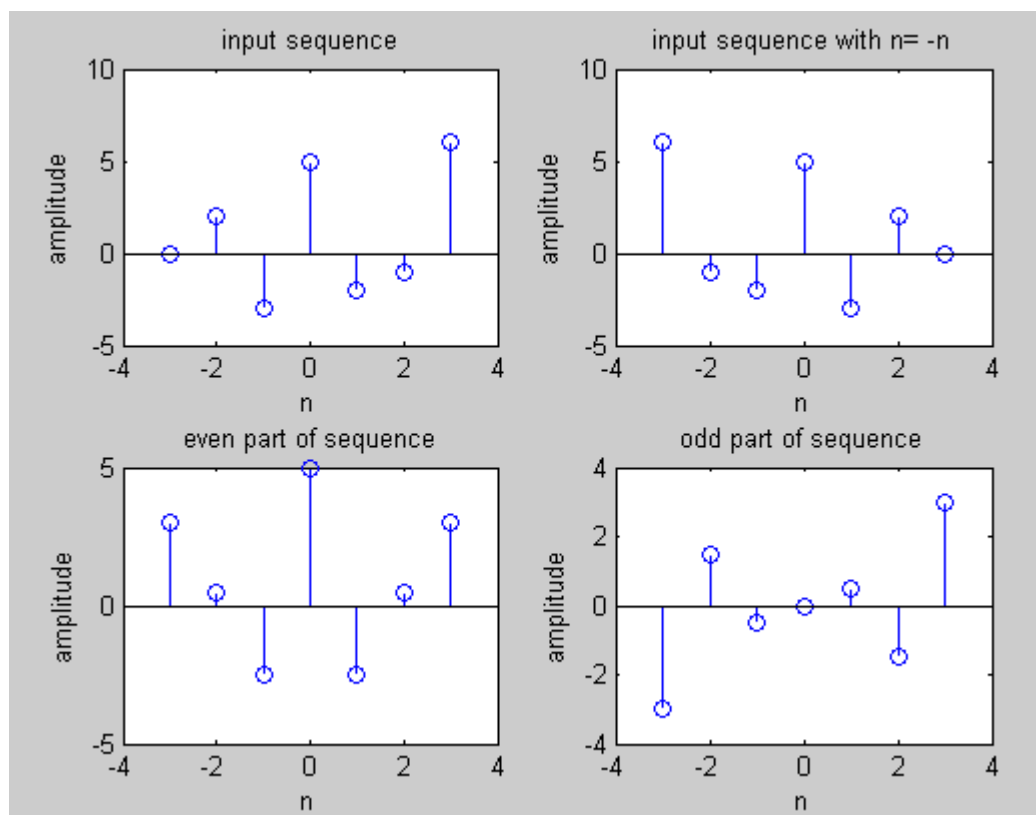 input sequence
10
5
0
-5
amplitude
-4 -2 0 2 4
n
input sequence with n= -n
10
5
0
-5
amplitude
-4 -2 0 2 4
n
even part of sequence
5
0
-5
amplitude
-4 -2 0 2 4
n
odd part of sequence
4
2
0
-2
-4
amplitude
-4 -2 0 2 4
n